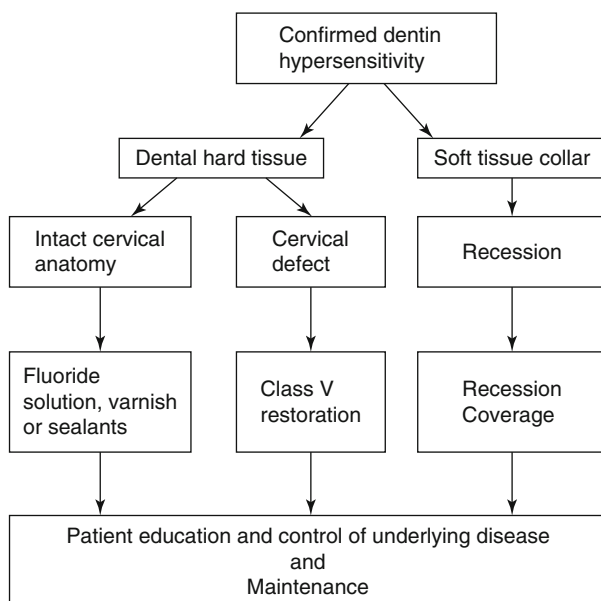 Confirmed dentin
hypersensitivity
Dental hard tissue
Soft tissue collar
Intact cervical
anatomy
Cervical
defect
Recession
Fluoride
solution, varnish
or sealants
Class V
restoration
Recession
Coverage
Patient education and control of underlying disease
and
Maintenance